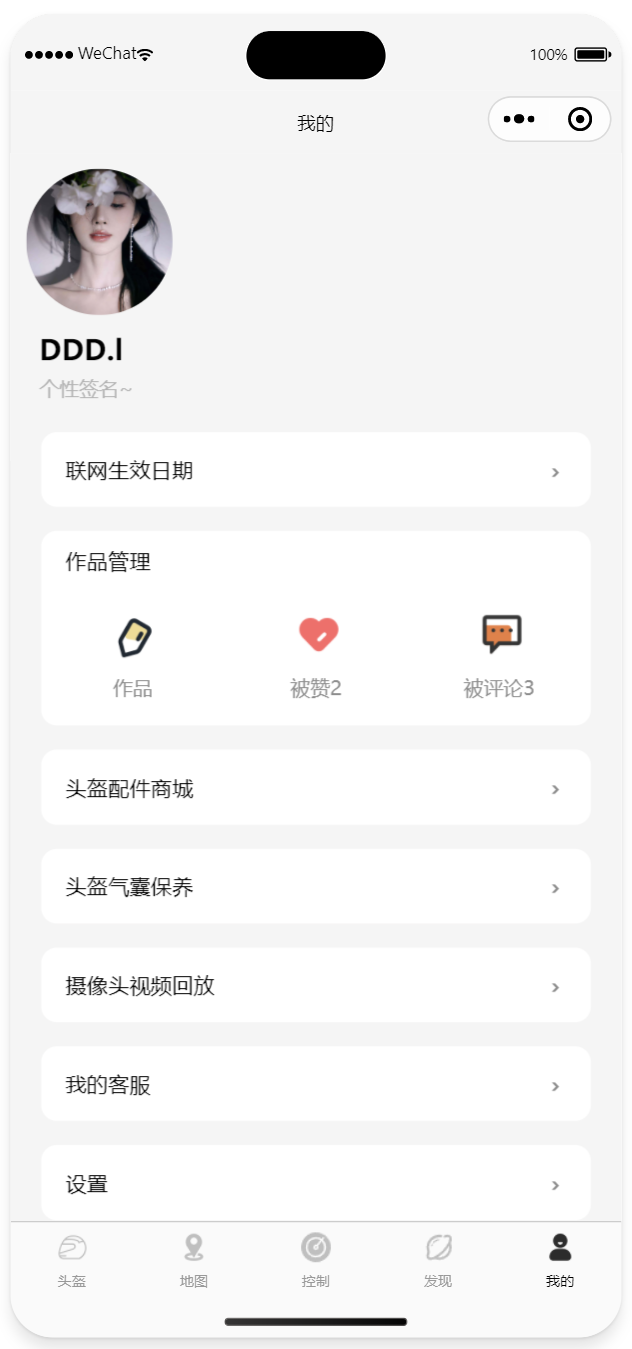 WeChat 100%
我的
DDD.l
个性签名~
联网生效日期 ›
作品管理
作品 被赞2 被评论3
头盔配件商城 ›
头盔气囊保养 ›
摄像头视频回放 ›
我的客服 ›
设置 ›
头盔 地图 控制 发现 我的